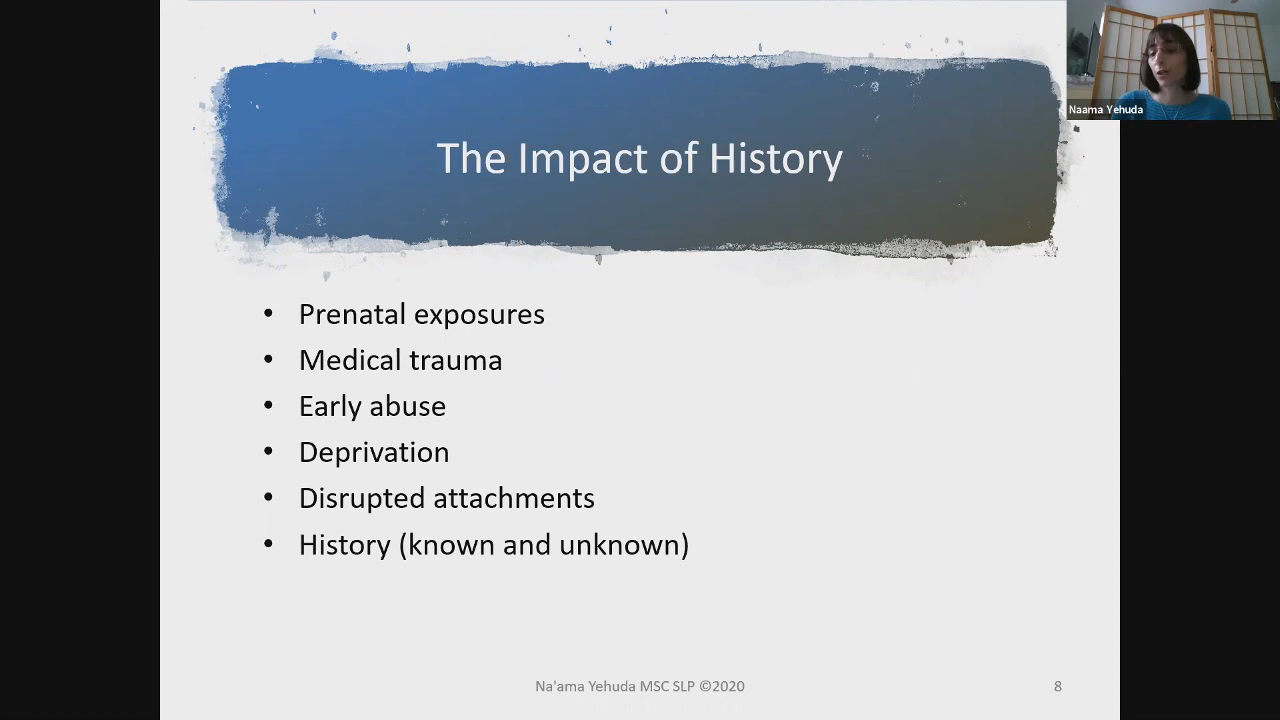 The Impact of History
Naama Yehuda
• Prenatal exposures
• Medical trauma
• Early abuse
• Deprivation
• Disrupted attachments
• History (known and unknown)
Na'ama Yehuda MSC SLP ©2020
8